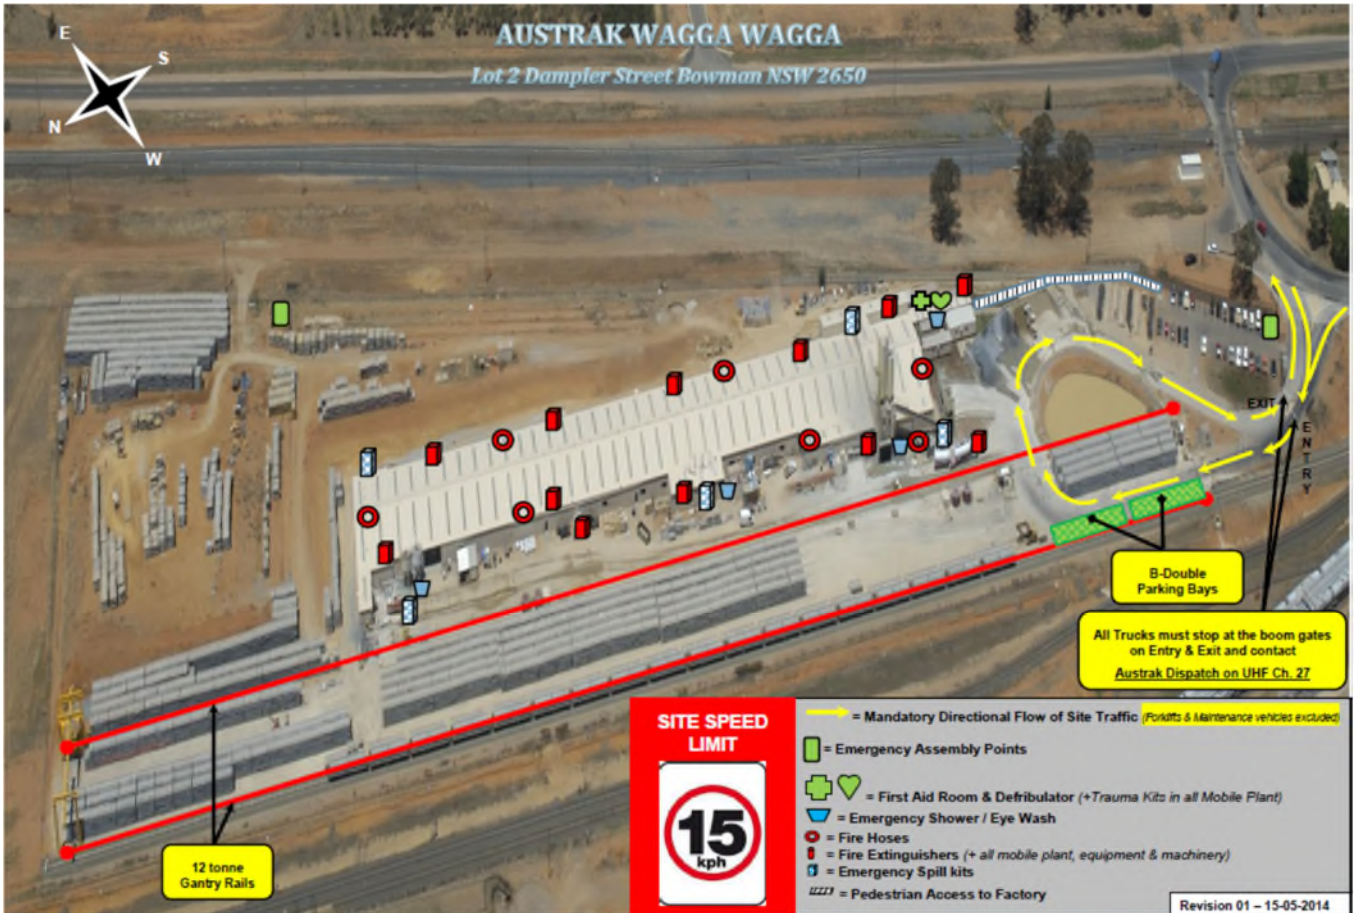 AUSTRAK WAGGA WAGGA
Lot 2 Dampler Street Bowman NSW 2650
E
S
N
W
EXIT
ENTRY
B-Double
Parking Bays
All Trucks must stop at the boom gates
on Entry & Exit and contact
Austrak Dispatch on UHF Ch. 27
12 tonne
Gantry Rails
SITE SPEED
LIMIT
15
kph
= Mandatory Directional Flow of Site Traffic (Forklifts & Maintenance vehicles excluded)
= Emergency Assembly Points
= First Aid Room & Defribulator (+Trauma Kits in all Mobile Plant)
= Emergency Shower / Eye Wash
= Fire Hoses
= Fire Extinguishers (+ all mobile plant, equipment & machinery)
= Emergency Spill kits
= Pedestrian Access to Factory
Revision 01 – 15-05-2014